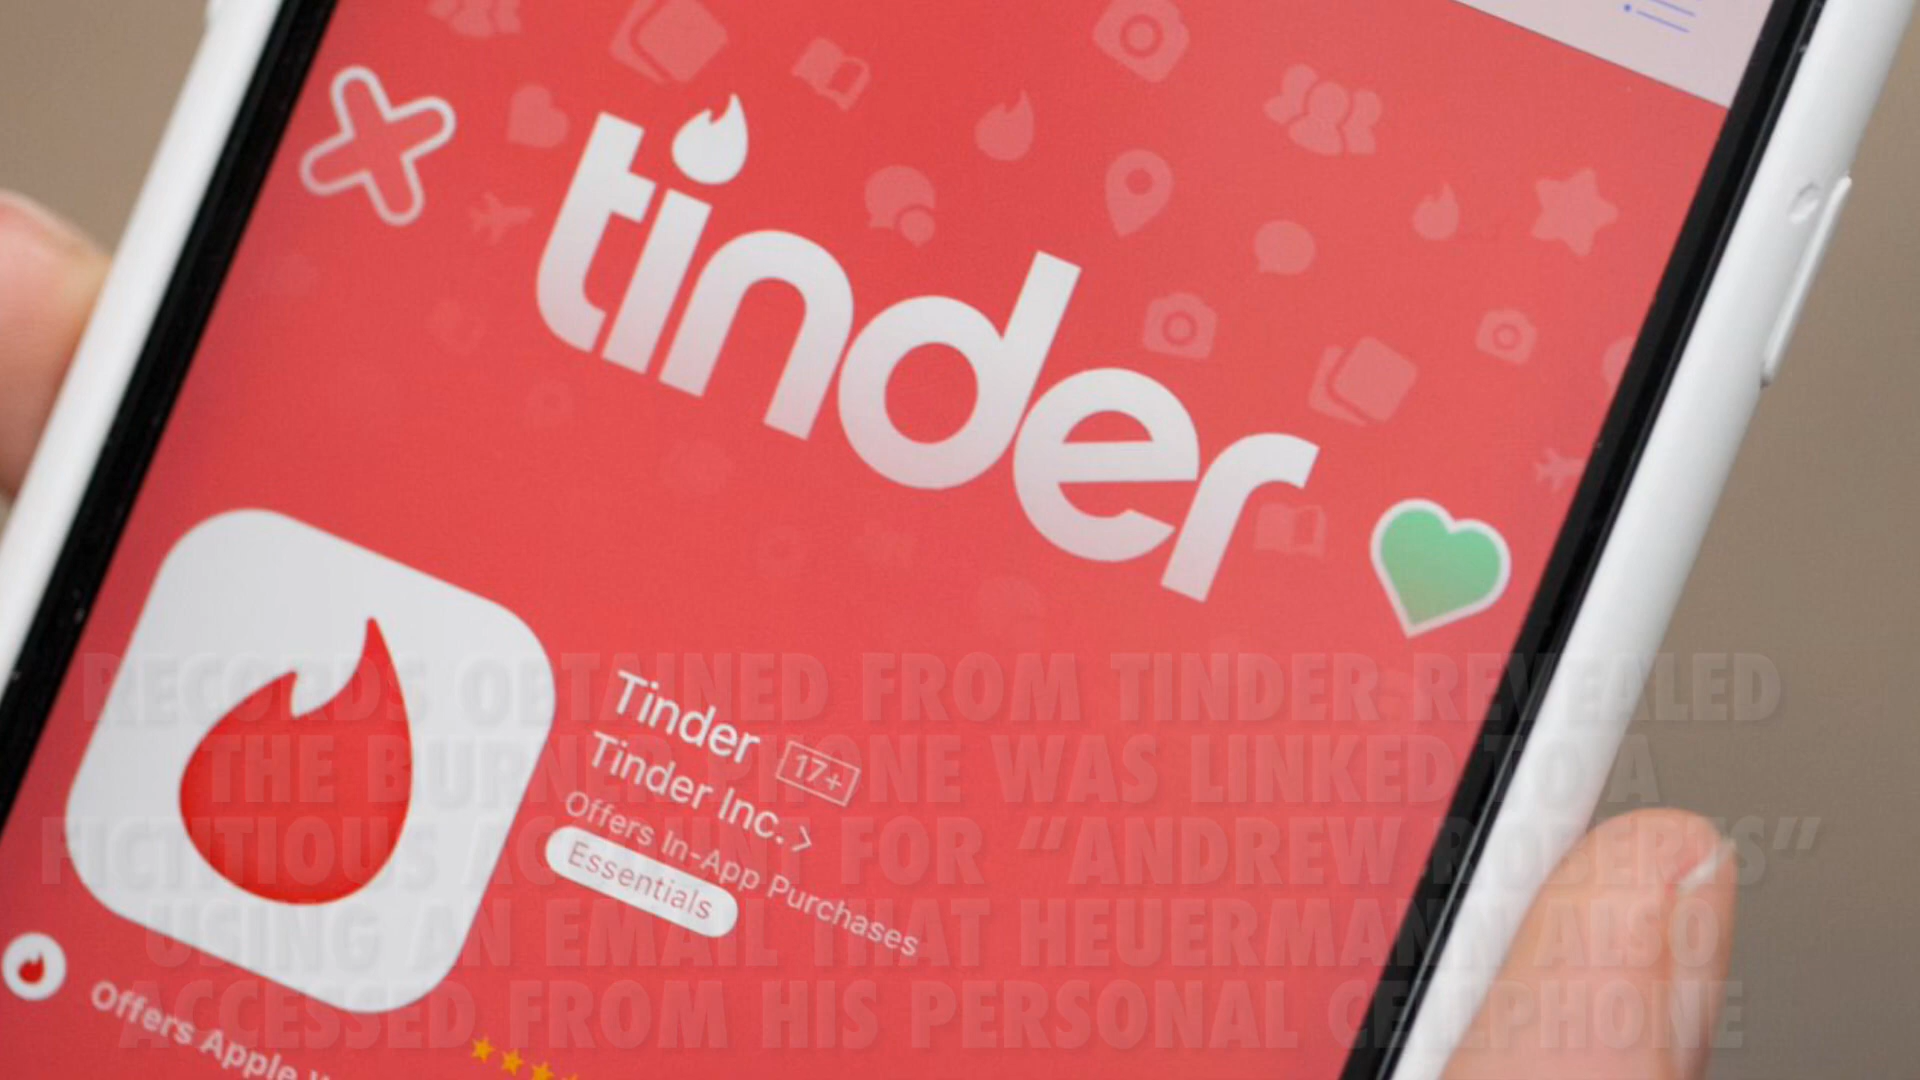 tinder
Tinder 17+
Tinder Inc. >
Offers In-App Purchases
Essentials
Offers Apple
RECORDS OBTAINED FROM TINDER REVEALED
THE BURNER PHONE WAS LINKED TO A
FICTITIOUS ACCOUNT FOR “ANDREW ROBERTS”
USING AN EMAIL THAT HEUERMANN ALSO
ACCESSED FROM HIS PERSONAL CELLPHONE